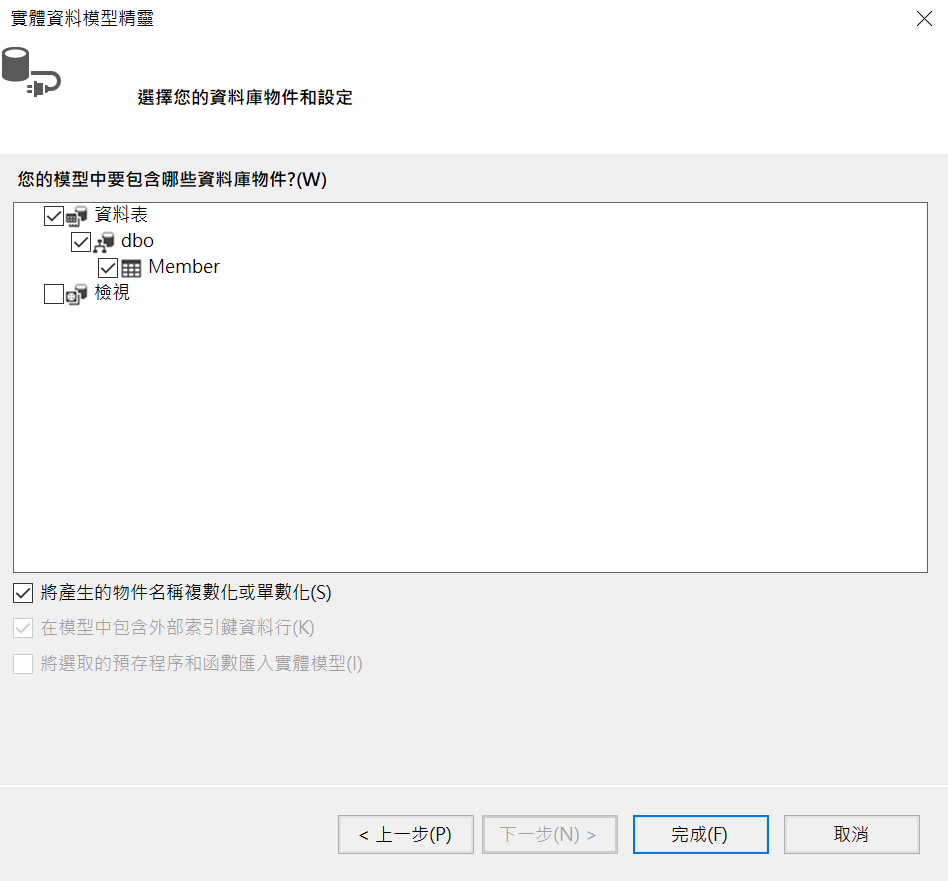 實體資料模型精靈
選擇您的資料庫物件和設定
您的模型中要包含哪些資料庫物件?(W)
資料表
dbo
Member
檢視
將產生的物件名稱複數化或單數化(S)
在模型中包含外部索引鍵資料行(K)
將選取的預存程序和函數匯入實體模型(I)
< 上一步(P) 下一步(N) > 完成(F) 取消